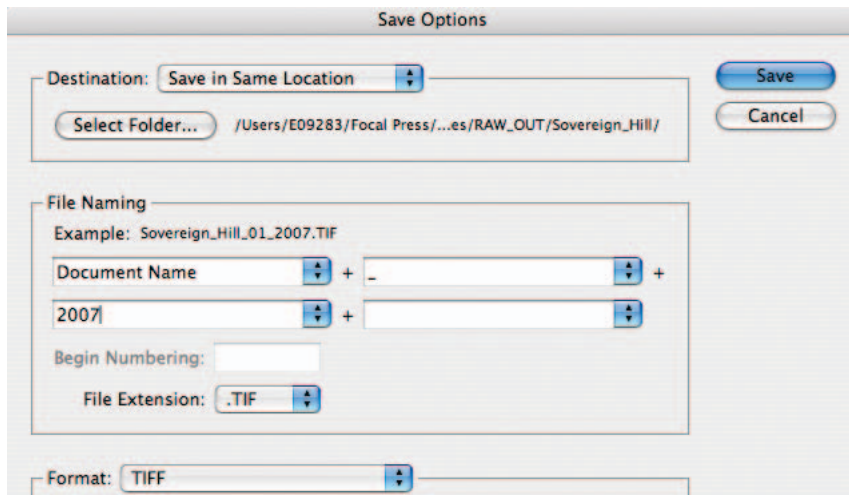 Save Options
Destination: Save in Same Location
Save
Select Folder... /Users/E09283/Focal Press/...es/RAW_OUT/Sovereign_Hill/
Cancel
File Naming
Example: Sovereign_Hill_01_2007.TIF
Document Name + _ +
2007 +
Begin Numbering:
File Extension: .TIF
Format: TIFF